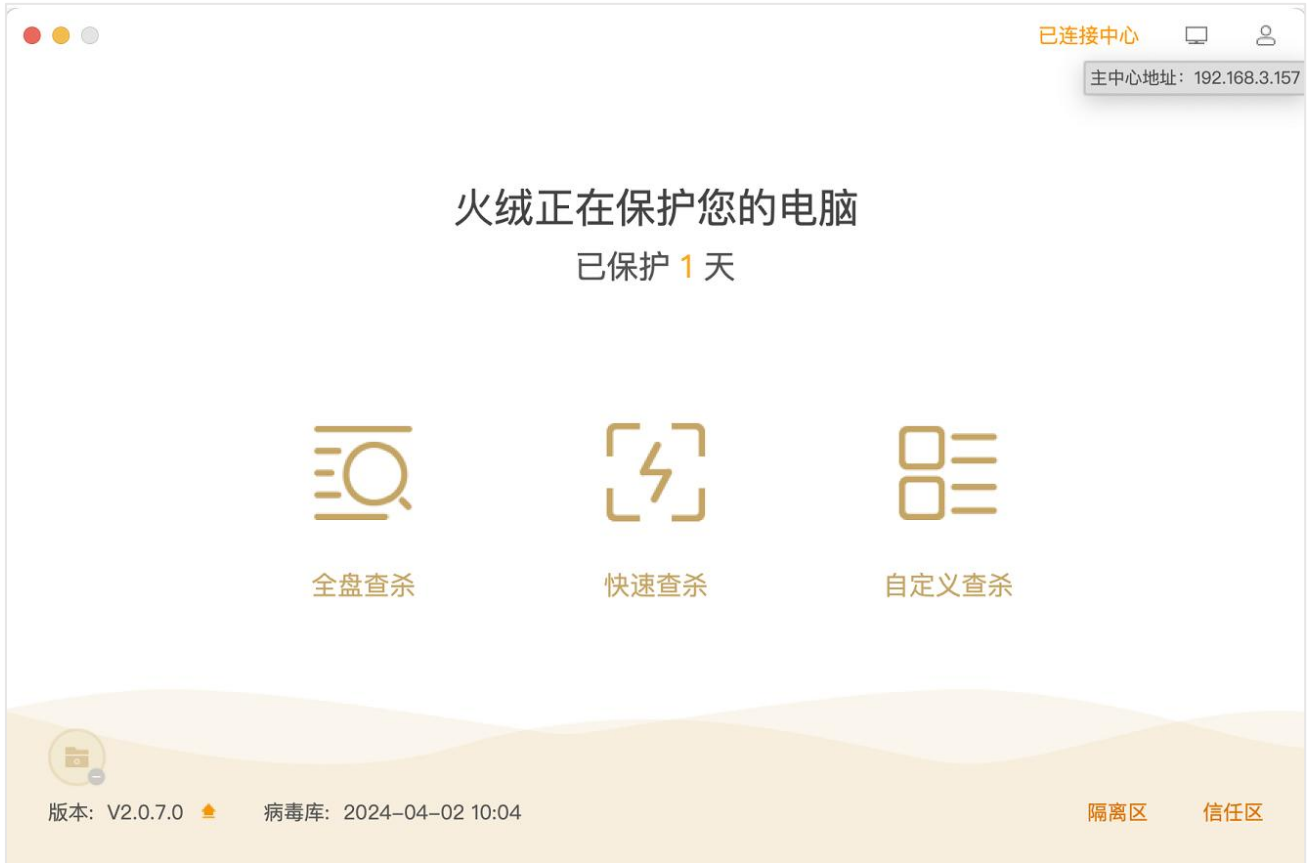 已连接中心
主中心地址：192.168.3.157
火绒正在保护您的电脑
已保护 1 天
全盘查杀 快速查杀 自定义查杀
版本: V2.0.7.0 病毒库: 2024-04-02 10:04 隔离区 信任区